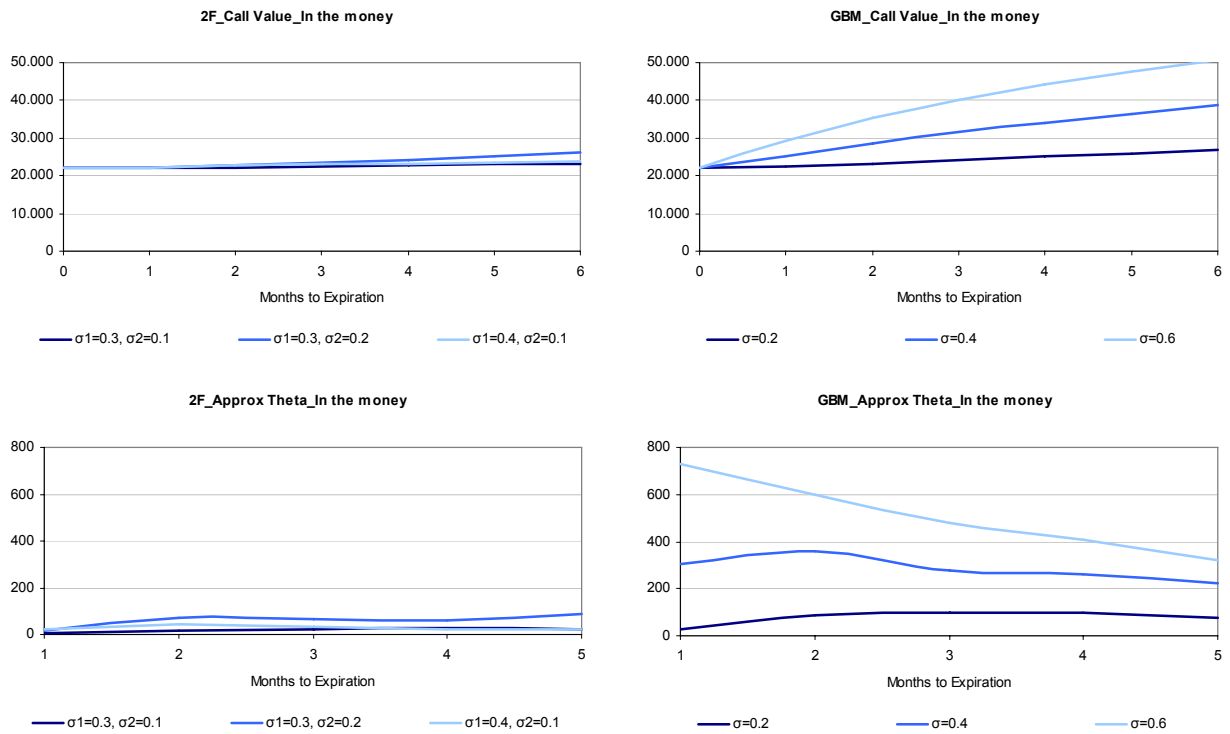 2F_Call Value_In the money
50.000
40.000
30.000
20.000
10.000
0
0 1 2 3 4 5 6
Months to Expiration
σ1=0.3, σ2=0.1 σ1=0.3, σ2=0.2 σ1=0.4, σ2=0.1
GBM_Call Value_In the money
50.000
40.000
30.000
20.000
10.000
0
0 1 2 3 4 5 6
Months to Expiration
σ=0.2 σ=0.4 σ=0.6
2F_Approx Theta_In the money
800
600
400
200
0
1 2 3 4 5
Months to Expiration
σ1=0.3, σ2=0.1 σ1=0.3, σ2=0.2 σ1=0.4, σ2=0.1
GBM_Approx Theta_In the money
800
600
400
200
0
1 2 3 4 5
Months to Expiration
σ=0.2 σ=0.4 σ=0.6